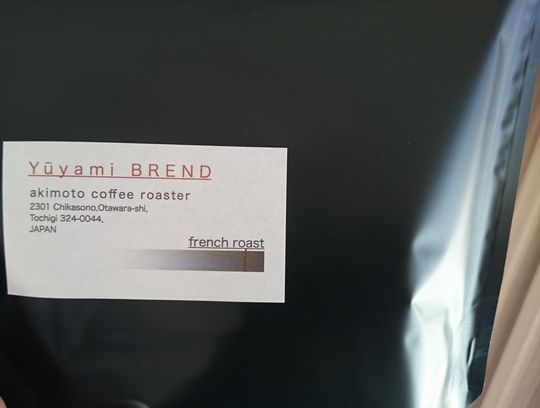 Yūyami BREND
akimoto coffee roaster
2301 Chikasono,Otawara-shi,
Tochigi 324-0044,
JAPAN
french roast